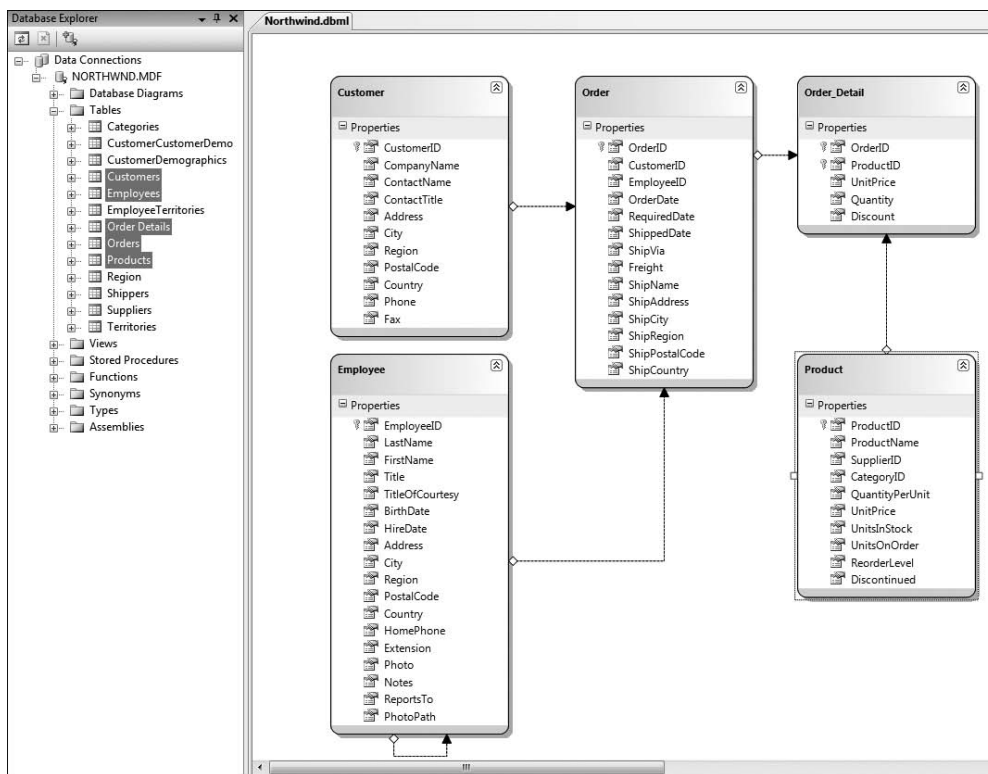 Database Explorer
Data Connections
NORTHWND.MDF
Database Diagrams
Tables
Categories
CustomerCustomerDemo
CustomerDemographics
Customers
Employees
EmployeeTerritories
Order Details
Orders
Products
Region
Shippers
Suppliers
Territories
Views
Stored Procedures
Functions
Synonyms
Types
Assemblies
Northwind.dbml
Customer
Properties
CustomerID
CompanyName
ContactName
ContactTitle
Address
City
Region
PostalCode
Country
Phone
Fax
Order
Properties
OrderID
CustomerID
EmployeeID
OrderDate
RequiredDate
ShippedDate
ShipVia
Freight
ShipName
ShipAddress
ShipCity
ShipRegion
ShipPostalCode
ShipCountry
Order_Detail
Properties
OrderID
ProductID
UnitPrice
Quantity
Discount
Employee
Properties
EmployeeID
LastName
FirstName
Title
TitleOfCourtesy
BirthDate
HireDate
Address
City
Region
PostalCode
Country
HomePhone
Extension
Photo
Notes
ReportsTo
PhotoPath
Product
Properties
ProductID
ProductName
SupplierID
CategoryID
QuantityPerUnit
UnitPrice
UnitsInStock
UnitsOnOrder
ReorderLevel
Discontinued